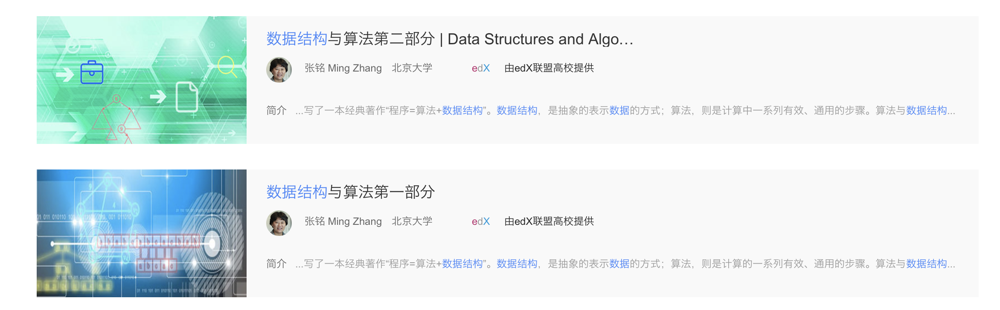 数据结构与算法第二部分 | Data Structures and Algo…
张铭 Ming Zhang 北京大学 edX 由edX联盟高校提供
简介 ...写了一本经典著作“程序=算法+数据结构”。数据结构，是抽象的表示数据的方式；算法，则是计算中一系列有效、通用的步骤。算法与数据结构...
数据结构与算法第一部分
张铭 Ming Zhang 北京大学 edX 由edX联盟高校提供
简介 ...写了一本经典著作“程序=算法+数据结构”。数据结构，是抽象的表示数据的方式；算法，则是计算的一系列有效、通用的步骤。算法与数据结构...